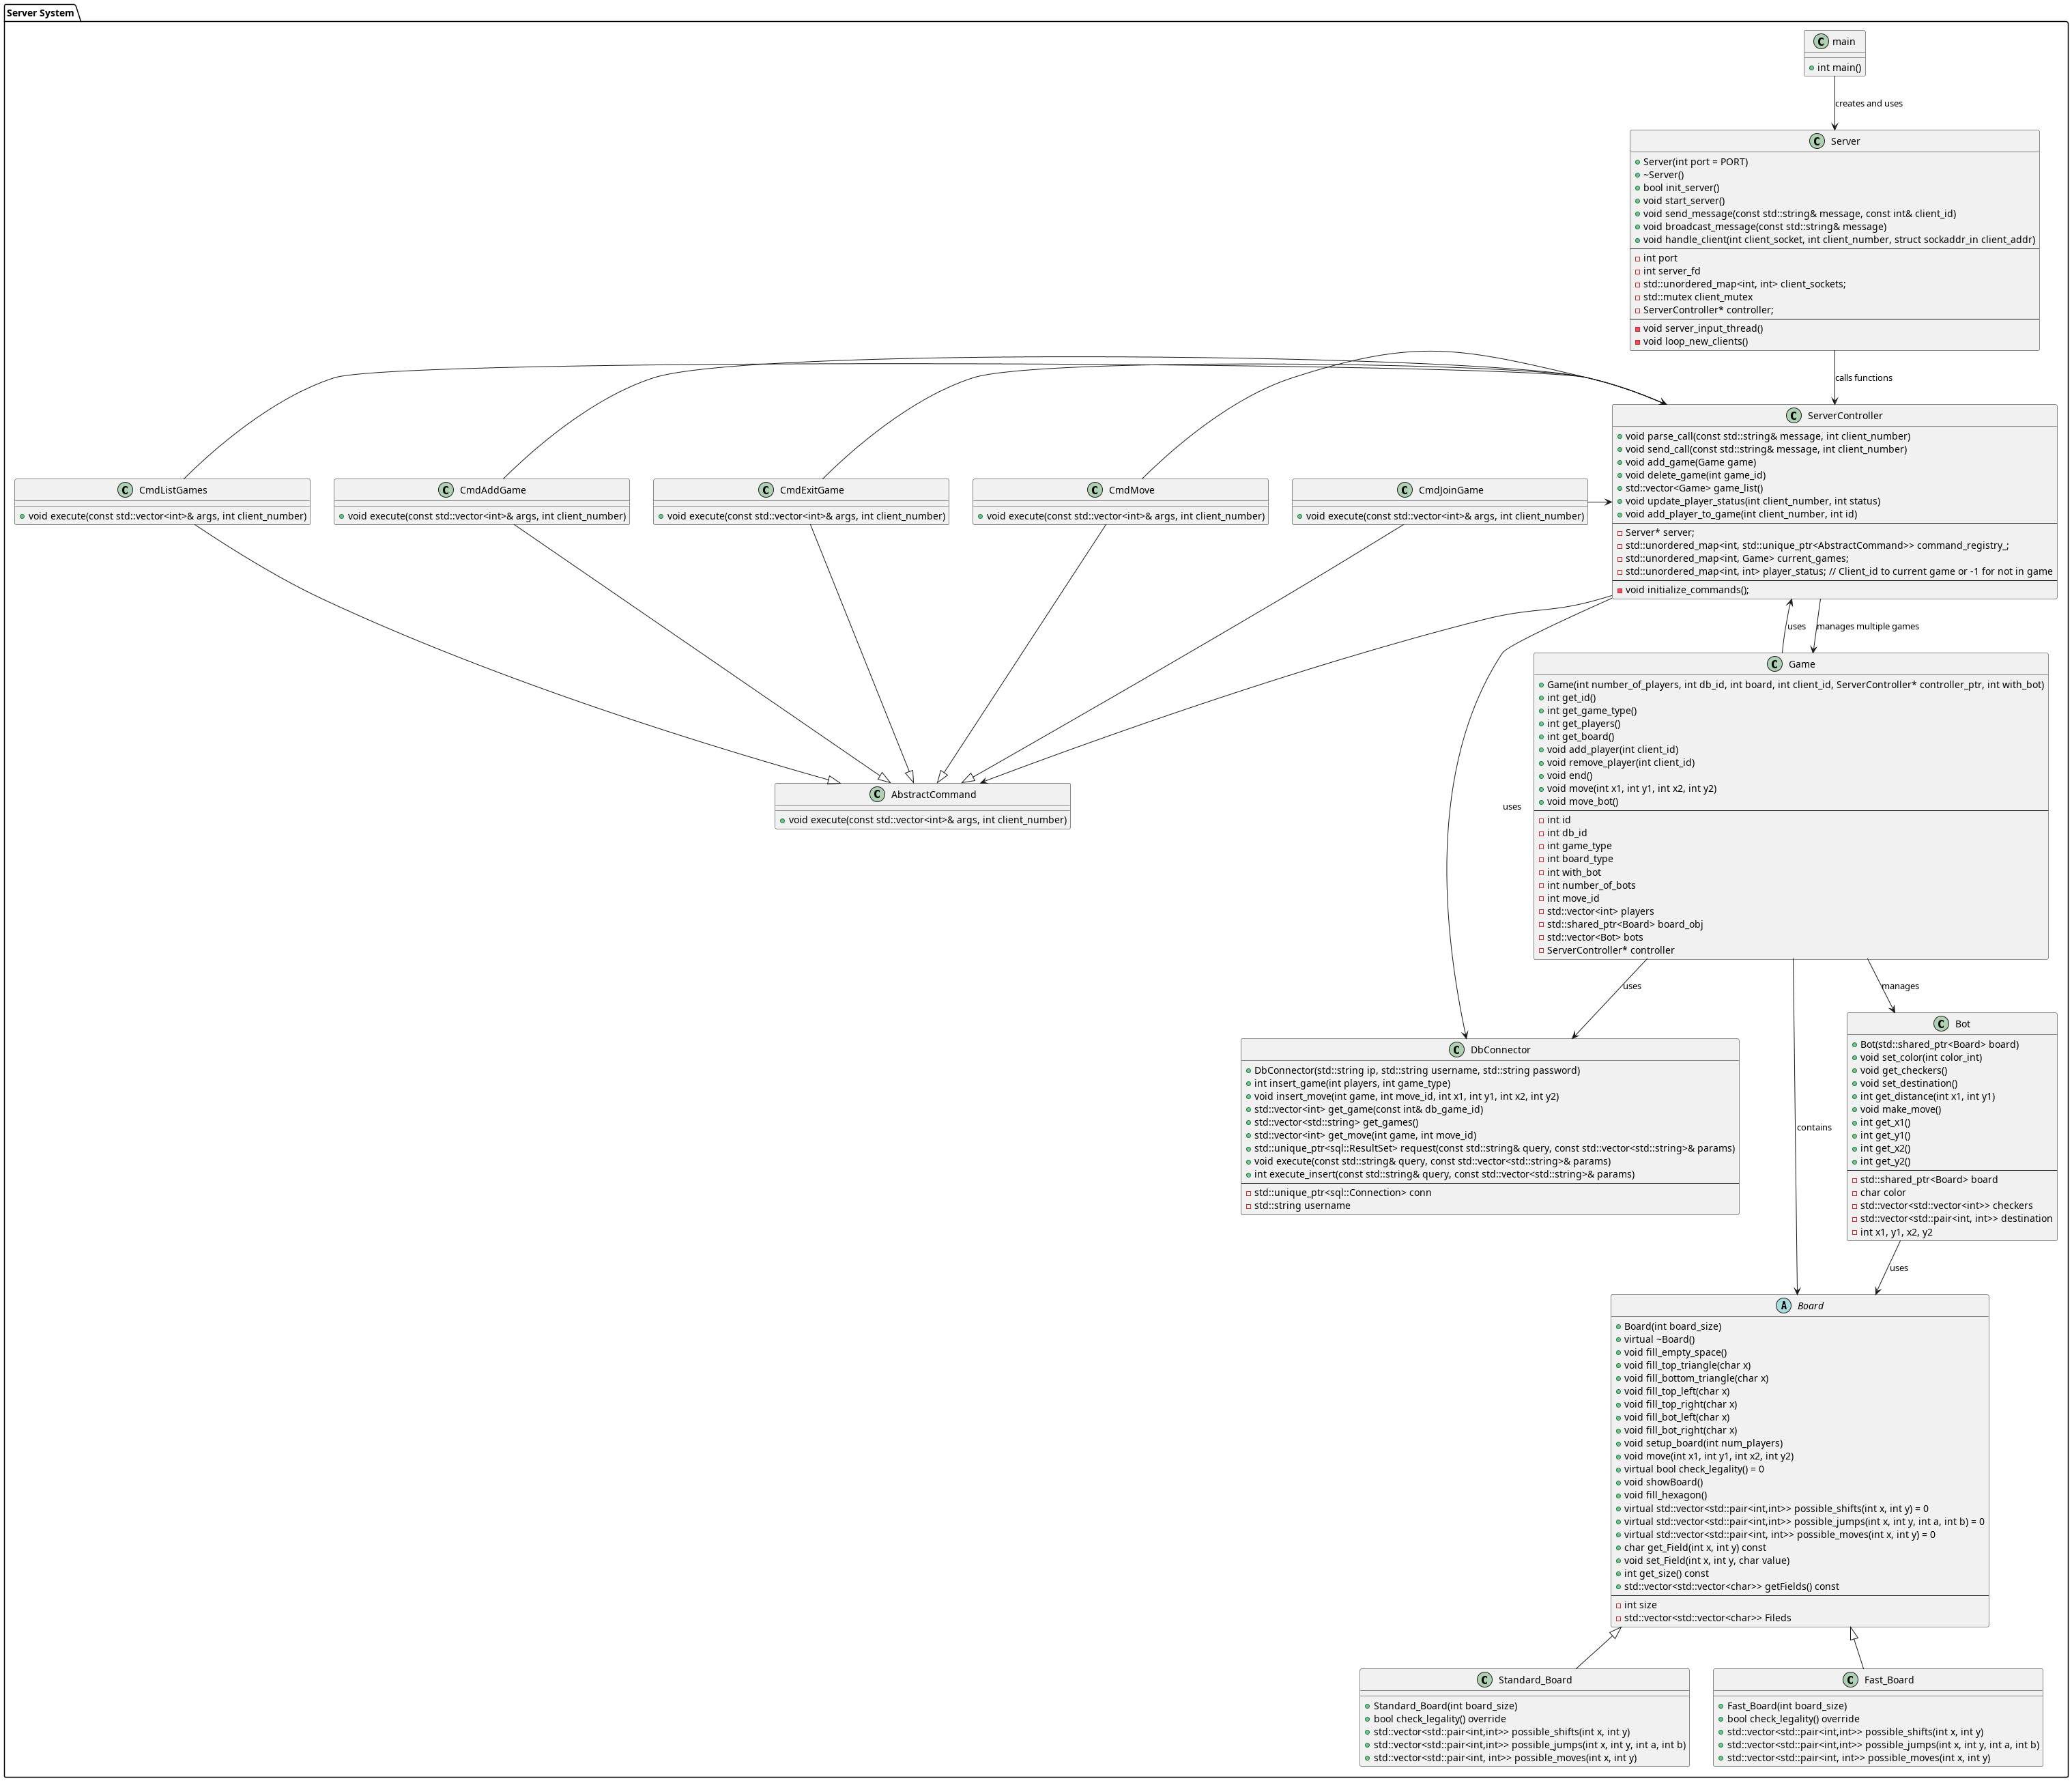 Server System
C main
int main()
creates and uses
C Server
Server(int port = PORT)
~Server()
bool init_server()
void start_server()
void send_message(const std::string& message, const int& client_id)
void broadcast_message(const std::string& message)
void handle_client(int client_socket, int client_number, struct sockaddr_in client_addr)
int port
int server_fd
std::unordered_map<int, int> client_sockets;
std::mutex client_mutex
ServerController* controller;
void server_input_thread()
void loop_new_clients()
calls functions
C ServerController
void parse_call(const std::string& message, int client_number)
void send_call(const std::string& message, int client_number)
void add_game(Game game)
void delete_game(int game_id)
std::vector<Game> game_list()
void update_player_status(int client_number, int status)
void add_player_to_game(int client_number, int id)
Server* server;
std::unordered_map<int, std::unique_ptr<AbstractCommand>> command_registry_;
std::unordered_map<int, Game> current_games;
std::unordered_map<int, int> player_status; // Client_id to current game or -1 for not in game
void initialize_commands();
C CmdListGames
void execute(const std::vector<int>& args, int client_number)
C CmdAddGame
void execute(const std::vector<int>& args, int client_number)
C CmdExitGame
void execute(const std::vector<int>& args, int client_number)
C CmdMove
void execute(const std::vector<int>& args, int client_number)
C CmdJoinGame
void execute(const std::vector<int>& args, int client_number)
uses
manages multiple games
C Game
Game(int number_of_players, int db_id, int board, int client_id, ServerController* controller_ptr, int with_bot)
int get_id()
int get_game_type()
int get_players()
int get_board()
void add_player(int client_id)
void remove_player(int client_id)
void end()
void move(int x1, int y1, int x2, int y2)
void move_bot()
int id
int db_id
int game_type
int board_type
int with_bot
int number_of_bots
int move_id
std::vector<int> players
std::shared_ptr<Board> board_obj
std::vector<Bot> bots
ServerController* controller
C AbstractCommand
void execute(const std::vector<int>& args, int client_number)
uses
uses
manages
C DbConnector
DbConnector(std::string ip, std::string username, std::string password)
int insert_game(int players, int game_type)
void insert_move(int game, int move_id, int x1, int y1, int x2, int y2)
std::vector<int> get_game(const int& db_game_id)
std::vector<std::string> get_games()
std::vector<int> get_move(int game, int move_id)
std::unique_ptr<sql::ResultSet> request(const std::string& query, const std::vector<std::string>& params)
void execute(const std::string& query, const std::vector<std::string>& params)
int execute_insert(const std::string& query, const std::vector<std::string>& params)
std::unique_ptr<sql::Connection> conn
std::string username
contains
C Bot
Bot(std::shared_ptr<Board> board)
void set_color(int color_int)
void get_checkers()
void set_destination()
int get_distance(int x1, int y1)
void make_move()
int get_x1()
int get_y1()
int get_x2()
int get_y2()
std::shared_ptr<Board> board
char color
std::vector<std::vector<int>> checkers
std::vector<std::pair<int, int>> destination
int x1, y1, x2, y2
uses
A Board
Board(int board_size)
virtual ~Board()
void fill_empty_space()
void fill_top_triangle(char x)
void fill_bottom_triangle(char x)
void fill_top_left(char x)
void fill_top_right(char x)
void fill_bot_left(char x)
void fill_bot_right(char x)
void setup_board(int num_players)
void move(int x1, int y1, int x2, int y2)
virtual bool check_legality() = 0
void showBoard()
void fill_hexagon()
virtual std::vector<std::pair<int,int>> possible_shifts(int x, int y) = 0
virtual std::vector<std::pair<int,int>> possible_jumps(int x, int y, int a, int b) = 0
virtual std::vector<std::pair<int, int>> possible_moves(int x, int y) = 0
char get_Field(int x, int y) const
void set_Field(int x, int y, char value)
int get_size() const
std::vector<std::vector<char>> getFields() const
int size
std::vector<std::vector<char>> Fileds
C Standard_Board
Standard_Board(int board_size)
bool check_legality() override
std::vector<std::pair<int,int>> possible_shifts(int x, int y)
std::vector<std::pair<int,int>> possible_jumps(int x, int y, int a, int b)
std::vector<std::pair<int, int>> possible_moves(int x, int y)
C Fast_Board
Fast_Board(int board_size)
bool check_legality() override
std::vector<std::pair<int,int>> possible_shifts(int x, int y)
std::vector<std::pair<int,int>> possible_jumps(int x, int y, int a, int b)
std::vector<std::pair<int, int>> possible_moves(int x, int y)